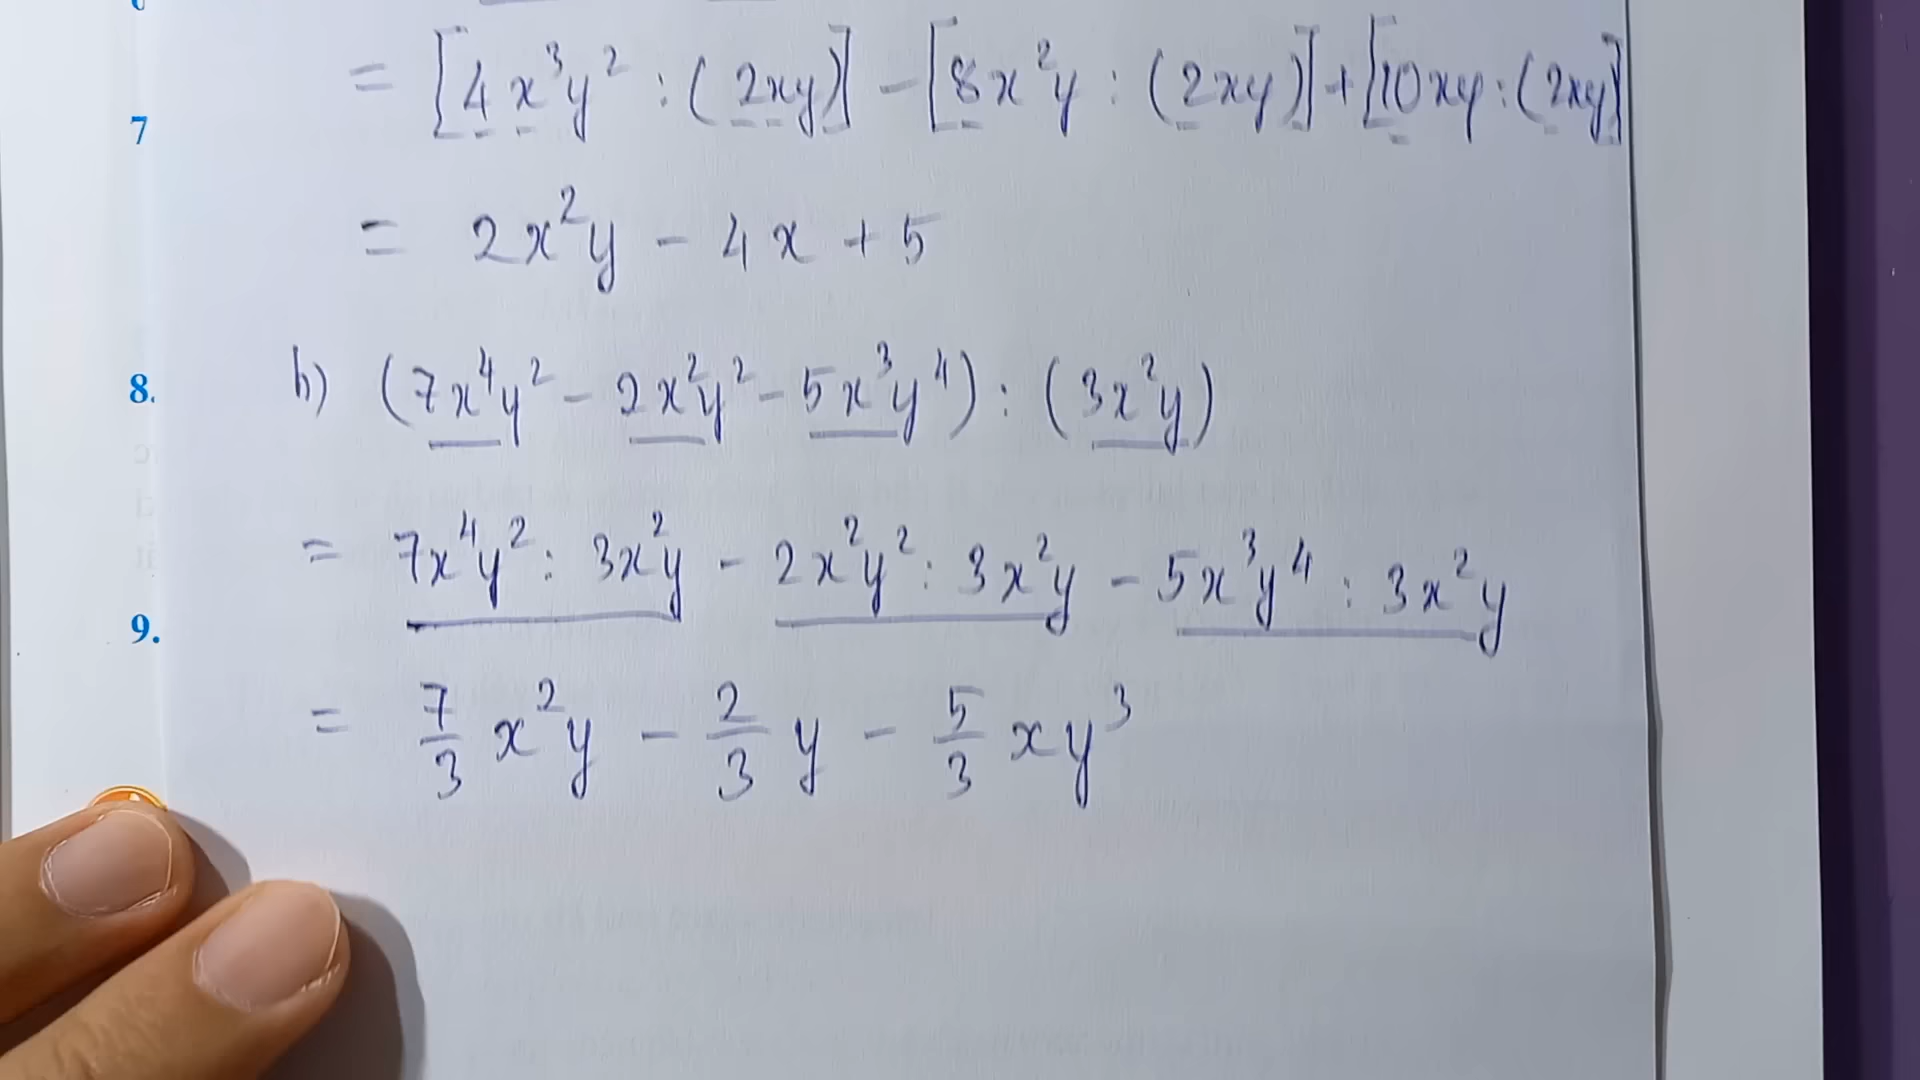 = [4x³y² : (2xy)] - [8x²y : (2xy)] + [10xy : (2xy)]
7
= 2x²y - 4x + 5
8. b) (7x⁴y² - 2x²y² - 5x³y⁴) : (3x²y)
= 7x⁴y² : 3x²y - 2x²y² : 3x²y - 5x³y⁴ : 3x²y
9.
= 7/3 x²y - 2/3 y - 5/3 xy³